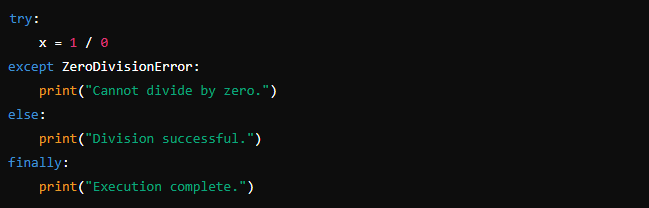 try:
    x = 1 / 0
except ZeroDivisionError:
    print("Cannot divide by zero.")
else:
    print("Division successful.")
finally:
    print("Execution complete.")